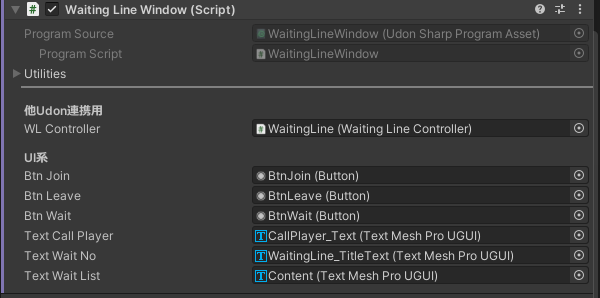 Waiting Line Window (Script)
Program Source WaitingLineWindow (Udon Sharp Program Asset)
Program Script WaitingLineWindow
Utilities
他Udon連携用
WL Controller WaitingLine (Waiting Line Controller)
UI系
Btn Join BtnJoin (Button)
Btn Leave BtnLeave (Button)
Btn Wait BtnWait (Button)
Text Call Player CallPlayer_Text (Text Mesh Pro UGUI)
Text Wait No WaitingLine_TitleText (Text Mesh Pro UGUI)
Text Wait List Content (Text Mesh Pro UGUI)